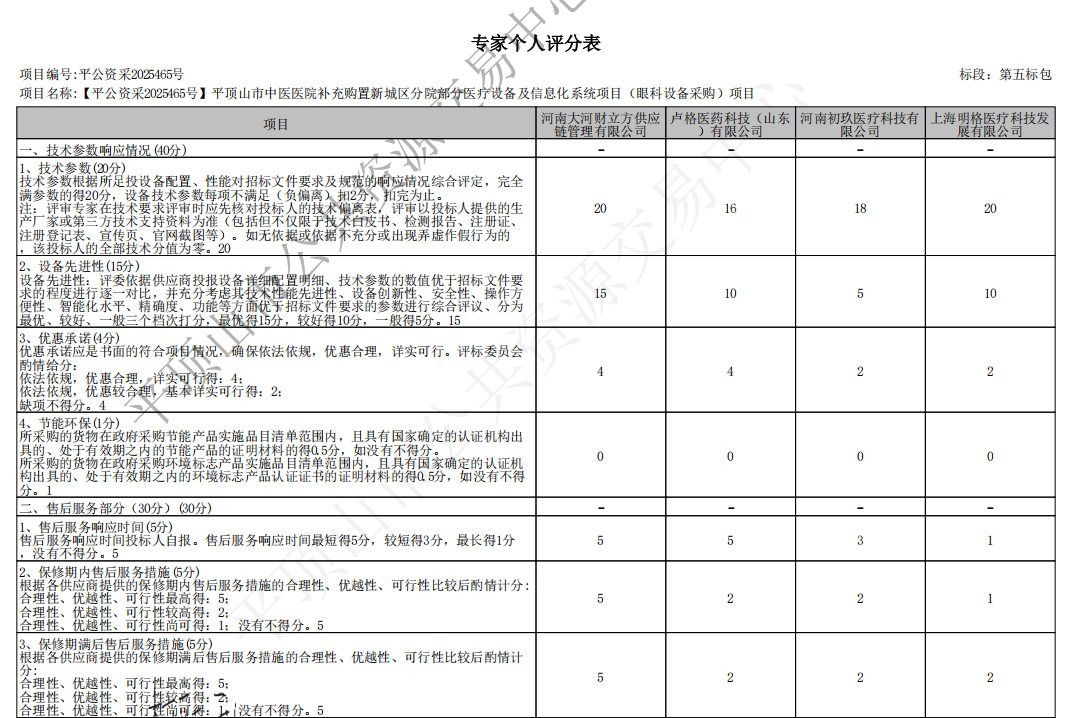 专家个人评分表
项目编号:平公资采2025465号 标段：第五标包
项目名称:【平公资采2025465号】平顶山市中医医院补充购置新城区分院部分医疗设备及信息化系统项目（眼科设备采购）项目
项目 河南大河财立方供应链管理有限公司 卢格医药科技（山东）有限公司 河南初玖医疗科技有限公司 上海明格医疗科技发展有限公司
一、技术参数响应情况(40分) - - - -
1、技术参数(20分)
技术参数根据所足投设备配置、性能对招标文件要求及规范的响应情况综合评定，完全
满参数的得20分，设备技术参数每项不满足（负偏离）扣2分，扣完为止。
注：评审专家在技术要求评审时应先核对投标人的技术偏离表，评审以投标人提供的生
产厂家或第三方技术支持资料为准（包括但不仅限于技术白皮书、检测报告、注册证、
注册登记表、宣传页、官网截图等）。如无依据或依据不充分或出现弄虚作假行为的
，该投标人的全部技术分值为零。20
20 16 18 20
2、设备先进性(15分)
设备先进性：评委依据供应商投报设备详细配置明细、技术参数的数值优于招标文件要
求的程度进行逐一对比，并充分考虑其技术性能先进性、设备创新性、安全性、操作方
便性、智能化水平、精确度、功能等方面优于招标文件要求的参数进行综合评议、分为
最优、较好、一般三个档次打分，最优得15分，较好得10分，一般得5分。15
15 10 5 10
3、优惠承诺(4分)
优惠承诺应是书面的符合项目情况，确保依法依规，优惠合理，详实可行。评标委员会
酌情给分：
依法依规，优惠合理，详实可行得：4；
依法依规，优惠较合理，基本详实可行得：2；
缺项不得分。4
4 4 2 2
4、节能环保(1分)
所采购的货物在政府采购节能产品实施品目清单范围内，且具有国家确定的认证机构出
具的、处于有效期之内的节能产品的证明材料的得0.5分，如没有不得分。
所采购的货物在政府采购环境标志产品实施品目清单范围内，且具有国家确定的认证机
构出具的、处于有效期之内的环境标志产品认证证书的证明材料的得0.5分，如没有不得
分。1
0 0 0 0
二、售后服务部分（30分）(30分) - - - -
1、售后服务响应时间(5分)
售后服务响应时间投标人自报。售后服务响应时间最短得5分，较短得3分，最长得1分
，没有不得分。5
5 5 3 1
2、保修期内售后服务措施(5分)
根据各供应商提供的保修期内售后服务措施的合理性、优越性、可行性比较后酌情计分:
合理性、优越性、可行性最高得：5；
合理性、优越性、可行性较高得：2；
合理性、优越性、可行性尚可得：1；没有不得分。5
5 2 2 1
3、保修期满后售后服务措施(5分)
根据各供应商提供的保修期满后售后服务措施的合理性、优越性、可行性比较后酌情计
分:
合理性、优越性、可行性最高得：5；
合理性、优越性、可行性较高得：2；
合理性、优越性、可行性尚可得：1；没有不得分。5
5 2 2 2
平顶山市公共资源交易中心
平顶山市公共资源交易中心